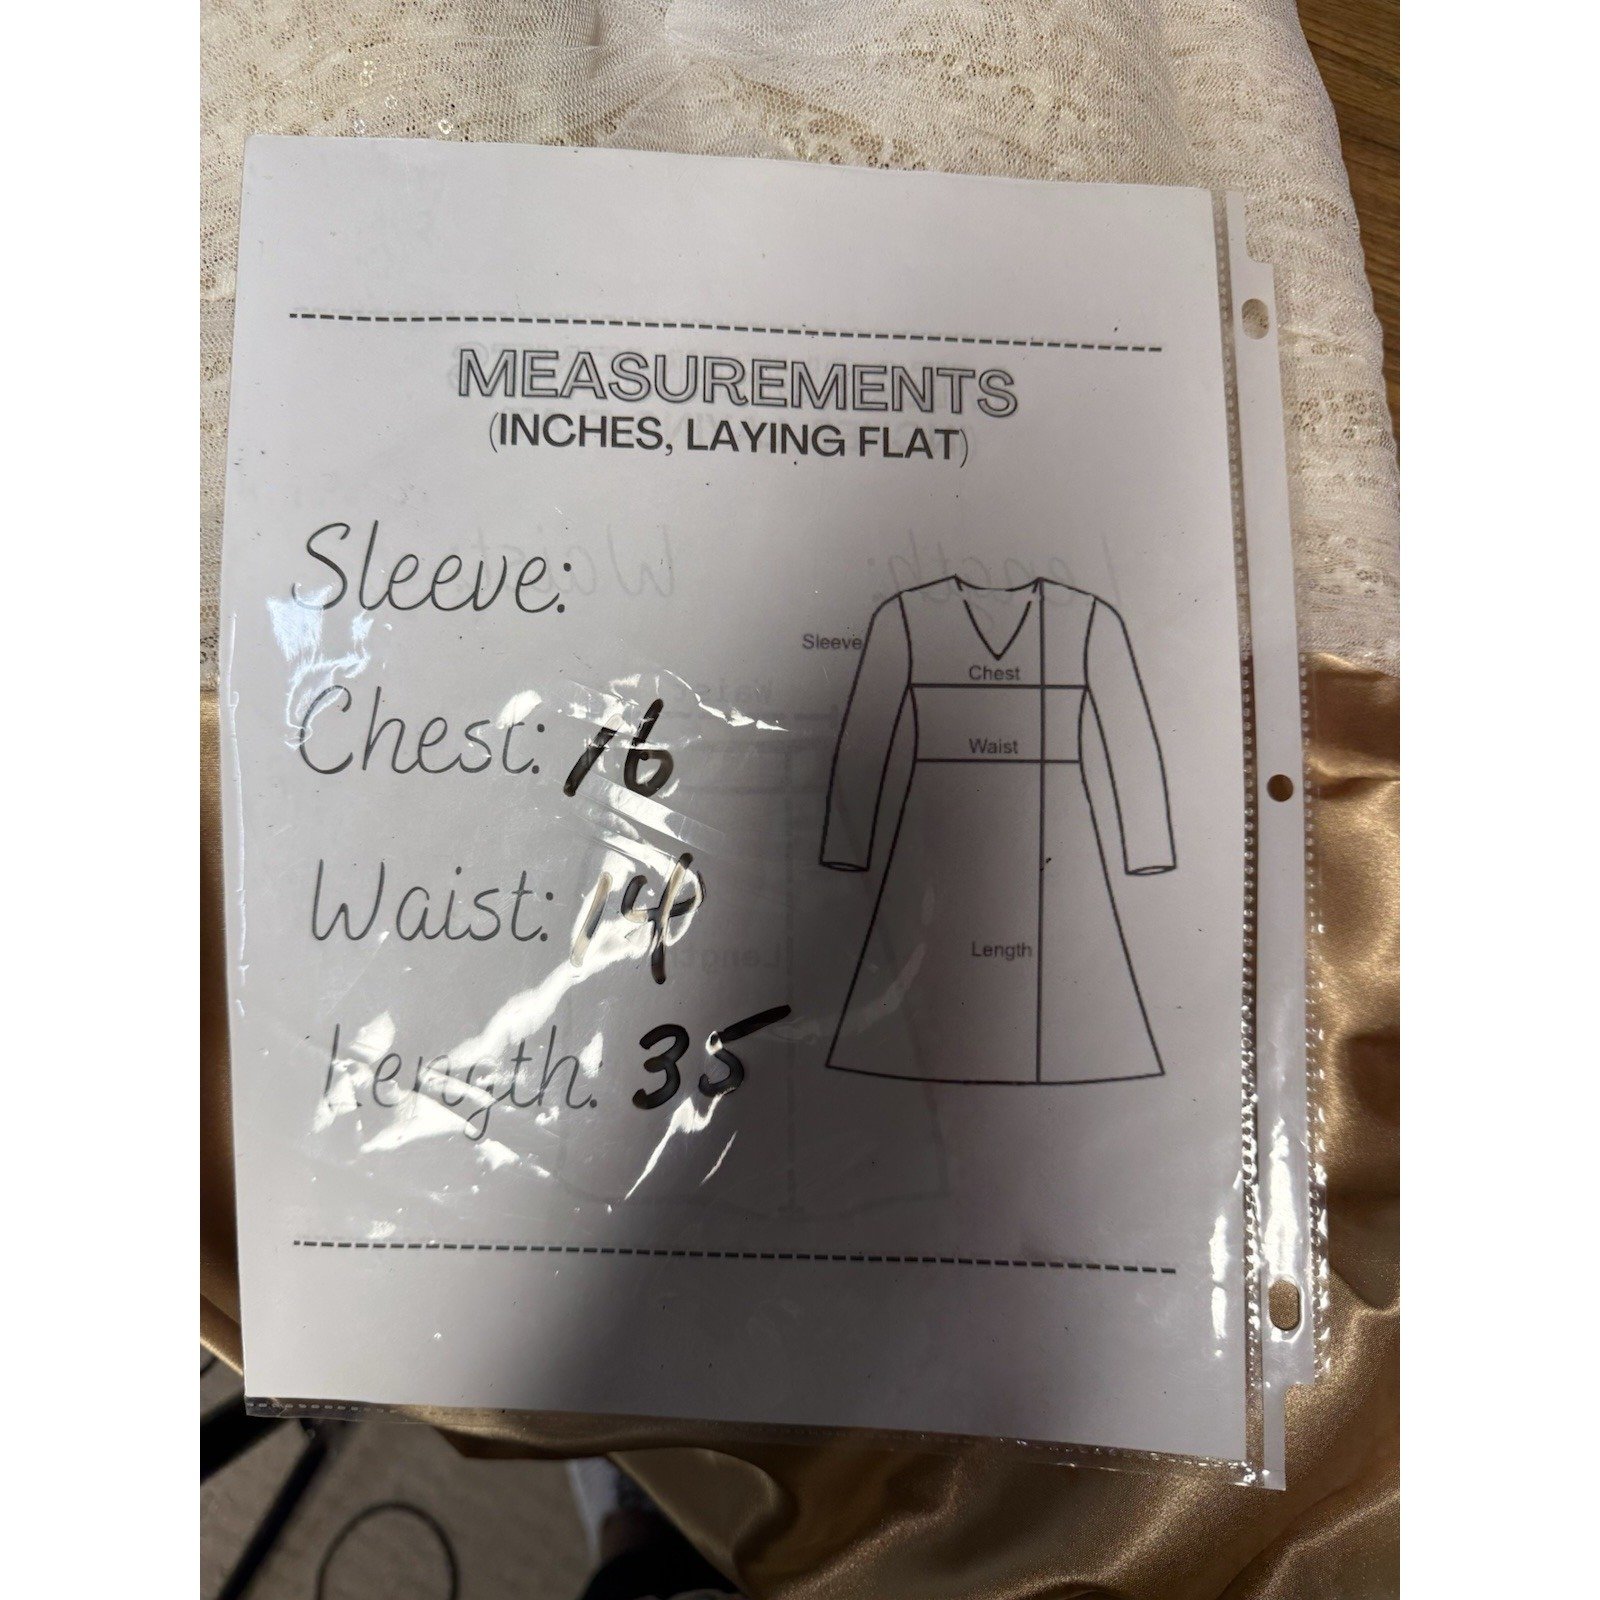 MEASUREMENTS
(INCHES, LAYING FLAT)
Sleeve:
Chest: 16
Waist: 14
Length: 35
Sleeve
Chest
Waist
Length